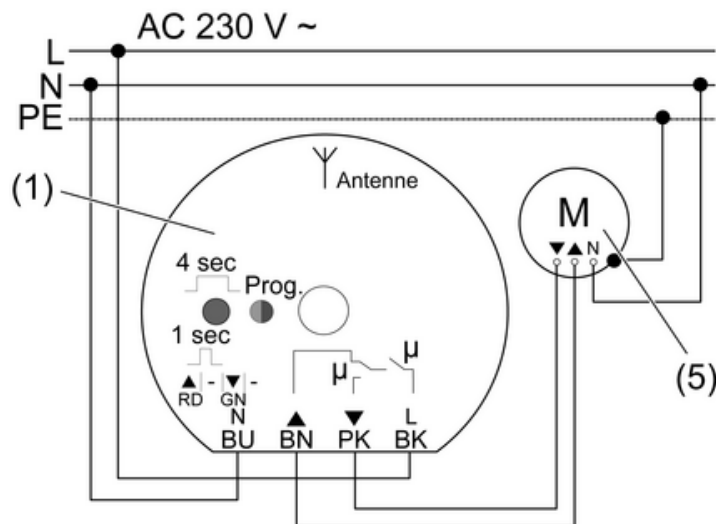 AC 230 V ~
L
N
PE
(1)
Antenne
M
▼ ▲ N
4 sec
Prog.
1 sec
µ
µ
▲ - ▼ -
RD GN
N ▲ ▼ L
BU BN PK BK
(5)